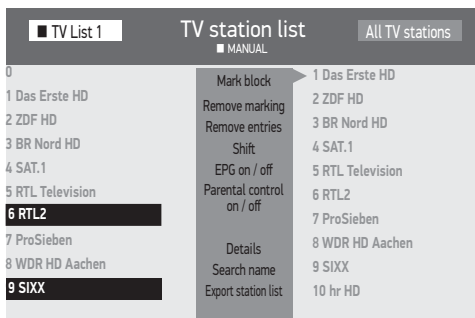 ■ TV List 1
TV station list
■ MANUAL
All TV stations
0
1 Das Erste HD
2 ZDF HD
3 BR Nord HD
4 SAT.1
5 RTL Television
6 RTL2
7 ProSieben
8 WDR HD Aachen
9 SIXX
Mark block
Remove marking
Remove entries
Shift
EPG on / off
Parental control
on / off
Details
Search name
Export station list
1 Das Erste HD
2 ZDF HD
3 BR Nord HD
4 SAT.1
5 RTL Television
6 RTL2
7 ProSieben
8 WDR HD Aachen
9 SIXX
10 hr HD